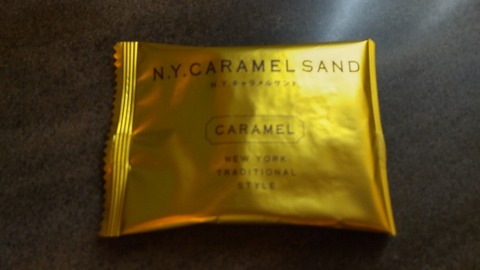 N.Y.CARAMEL SAND
N.Y.キャラメルサンド
CARAMEL
NEW YORK
TRADITIONAL
STYLE